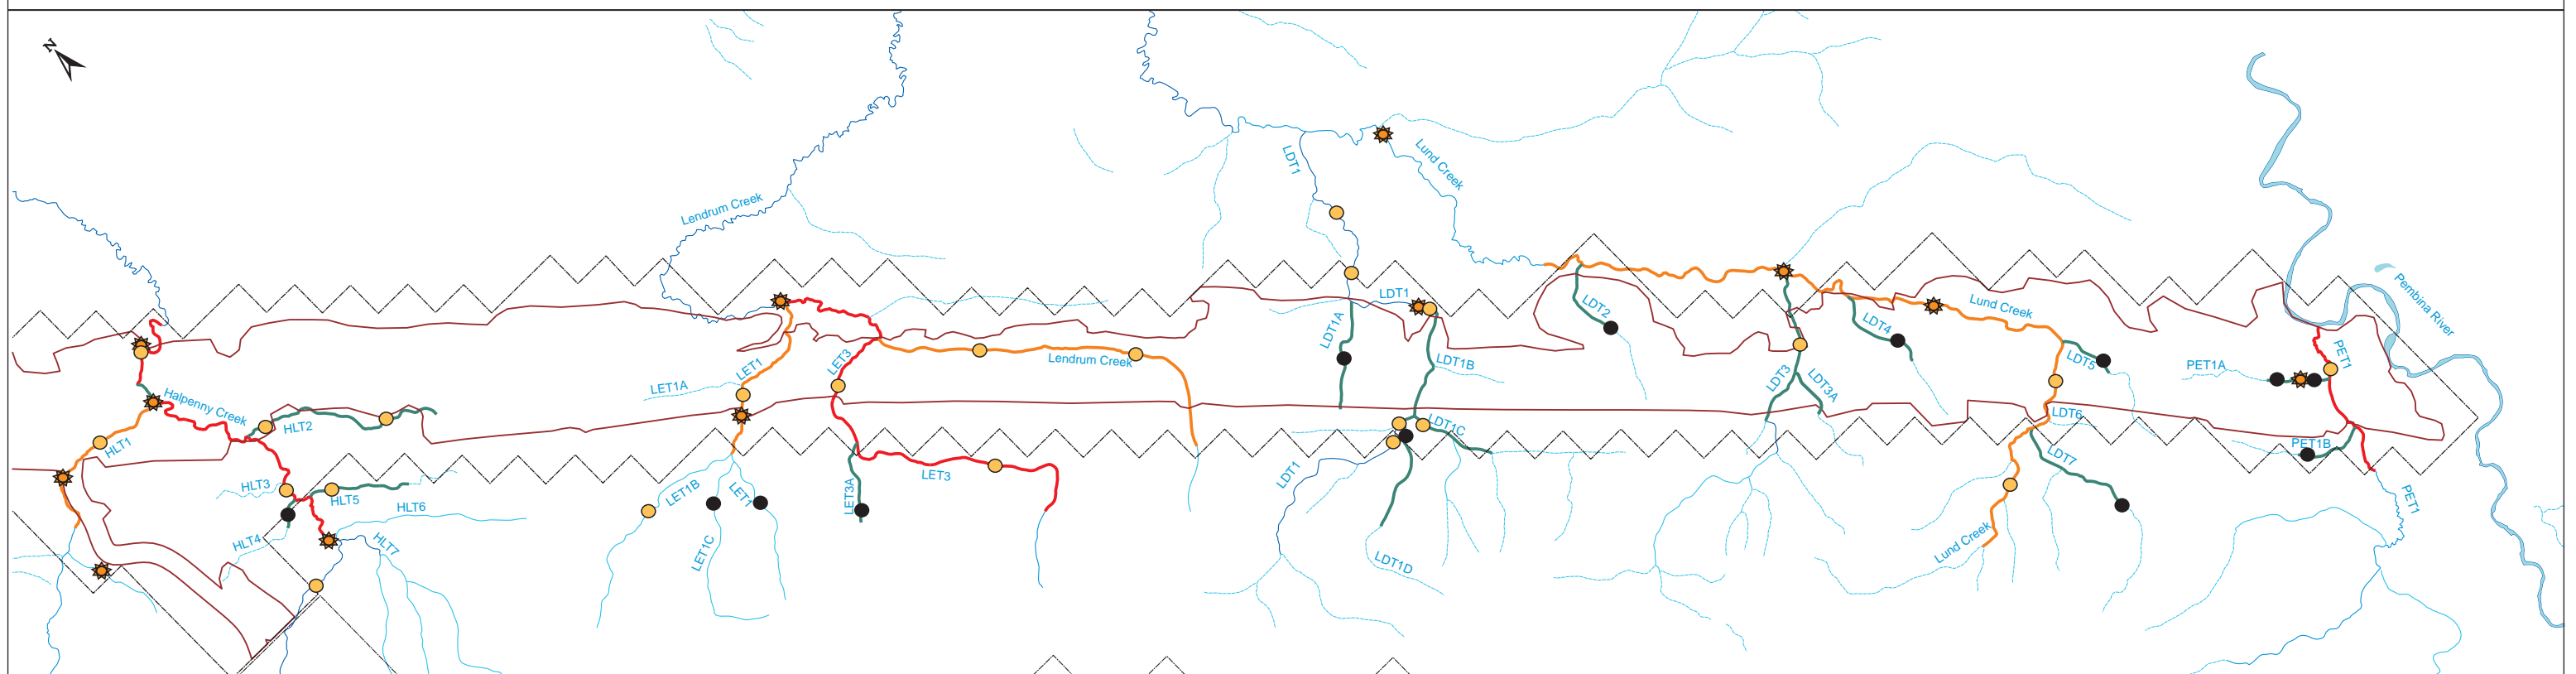 N
Lendrum Creek
LDT1
Lund Creek
Pembina River
LDT1
LDT2
Lund Creek
LDT1A
LDT4
PET1
LET1
LET3
Lendrum Creek
LDT1B
LDT5
PET1A
LET1A
LDT3
LDT3A
Halpenny Creek
HLT2
LDT1C
LDT6
HLT1
PET1B
LDT7
LDT1
LET3
HLT3
HLT5
HLT6
LET1B
LET1
LET3A
PET1
HLT4
HLT7
LET1C
LDT1D
Lund Creek